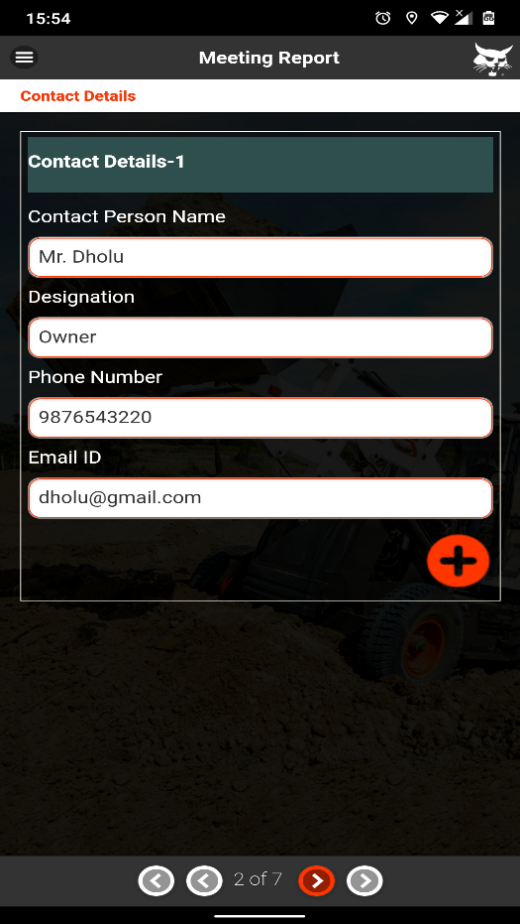 15:54
Meeting Report
Contact Details
Contact Details-1
Contact Person Name
Mr. Dholu
Designation
Owner
Phone Number
9876543220
Email ID
dholu@gmail.com
2 of 7